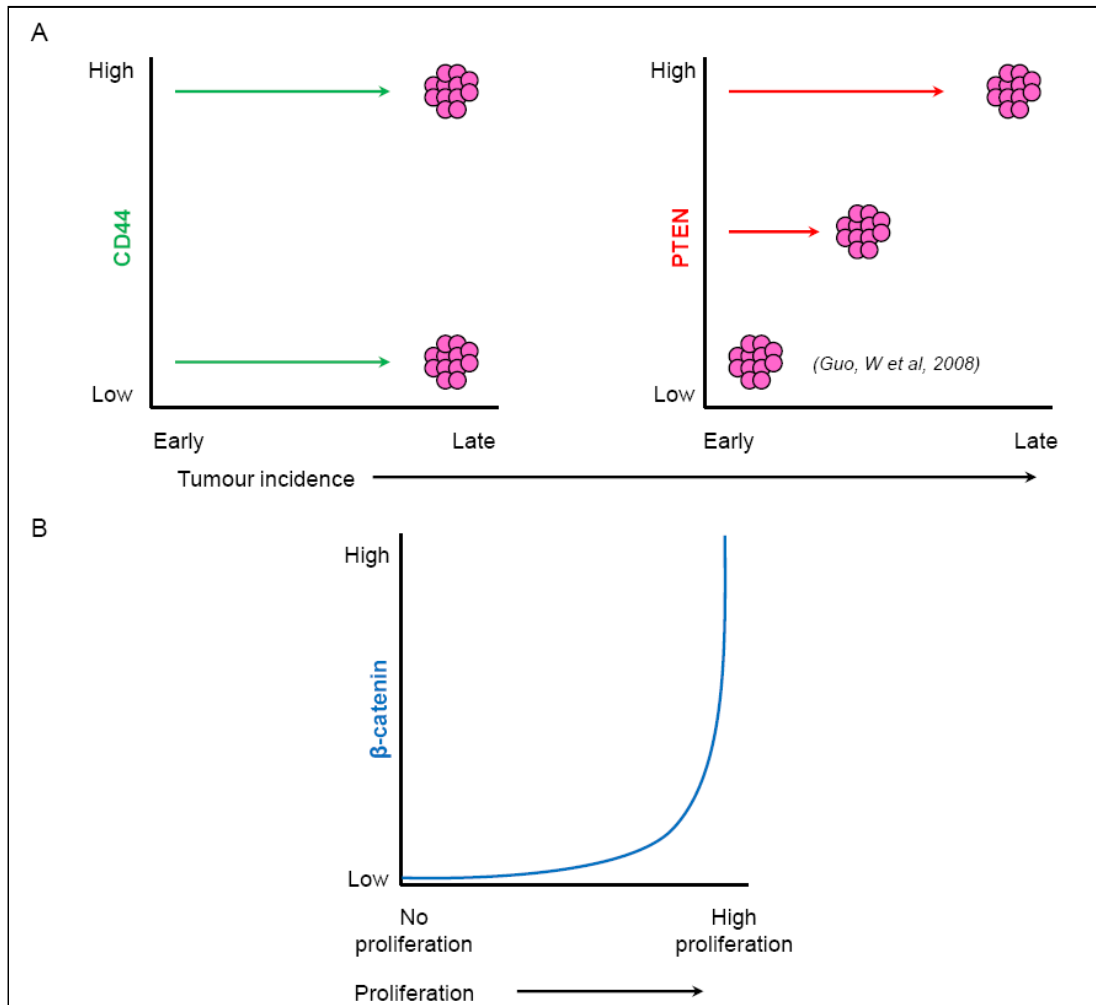 A
High
CD44
Low
Early
Late
High
PTEN
Low
(Guo, W et al, 2008)
Early
Late
Tumour incidence
B
High
β-catenin
Low
No
proliferation
High
proliferation
Proliferation